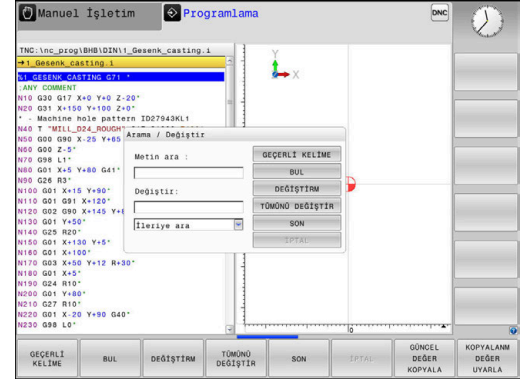 Manuel İşletim
Programlama
DNC
TNC:\nc_prog\BHB\DIN\1_Gesenk_casting.i
→1_Gesenk_casting.i
%1_GESENK_CASTING G71 *
;ANY COMMENT
N10 G30 G17 X+0 Y+0 Z-20*
N20 G31 X+150 Y+100 Z+0*
* - Machine hole pattern ID27943KL1
N40 T "MILL_D24_ROUGH"
N50 G00 G90 X-25 Y+65
N60 G00 Z-5*
N70 G98 L1*
N80 G01 X+5 Y+80 G41*
N90 G26 R3*
N100 G01 X+15 Y+90*
N110 G01 G91 X+120*
N120 G02 G90 X+145 Y+8
N130 G01 Y+50*
N140 G25 R20*
N150 G01 X+130 Y+5*
N160 G01 X+100*
N170 G03 X+50 Y+12 R+30*
N180 G01 X+5*
N190 G24 R10*
N200 G01 Y+80*
N210 G27 R10*
N220 G01 X-20 Y+90 G40*
N230 G98 L0*
Arama / Değiştir
Metin ara :
Değiştir:
İleriye ara
GEÇERLİ KELİME
BUL
DEĞİŞTİRM
TÜMÜNÜ DEĞİŞTİR
SON
İPTAL
Y
X
0
GEÇERLİ KELİME
BUL
DEĞİŞTİRM
TÜMÜNÜ DEĞİŞTİR
SON
İPTAL
GÜNCEL DEĞER KOPYALA
KOPYALANM DEĞER UYARLA